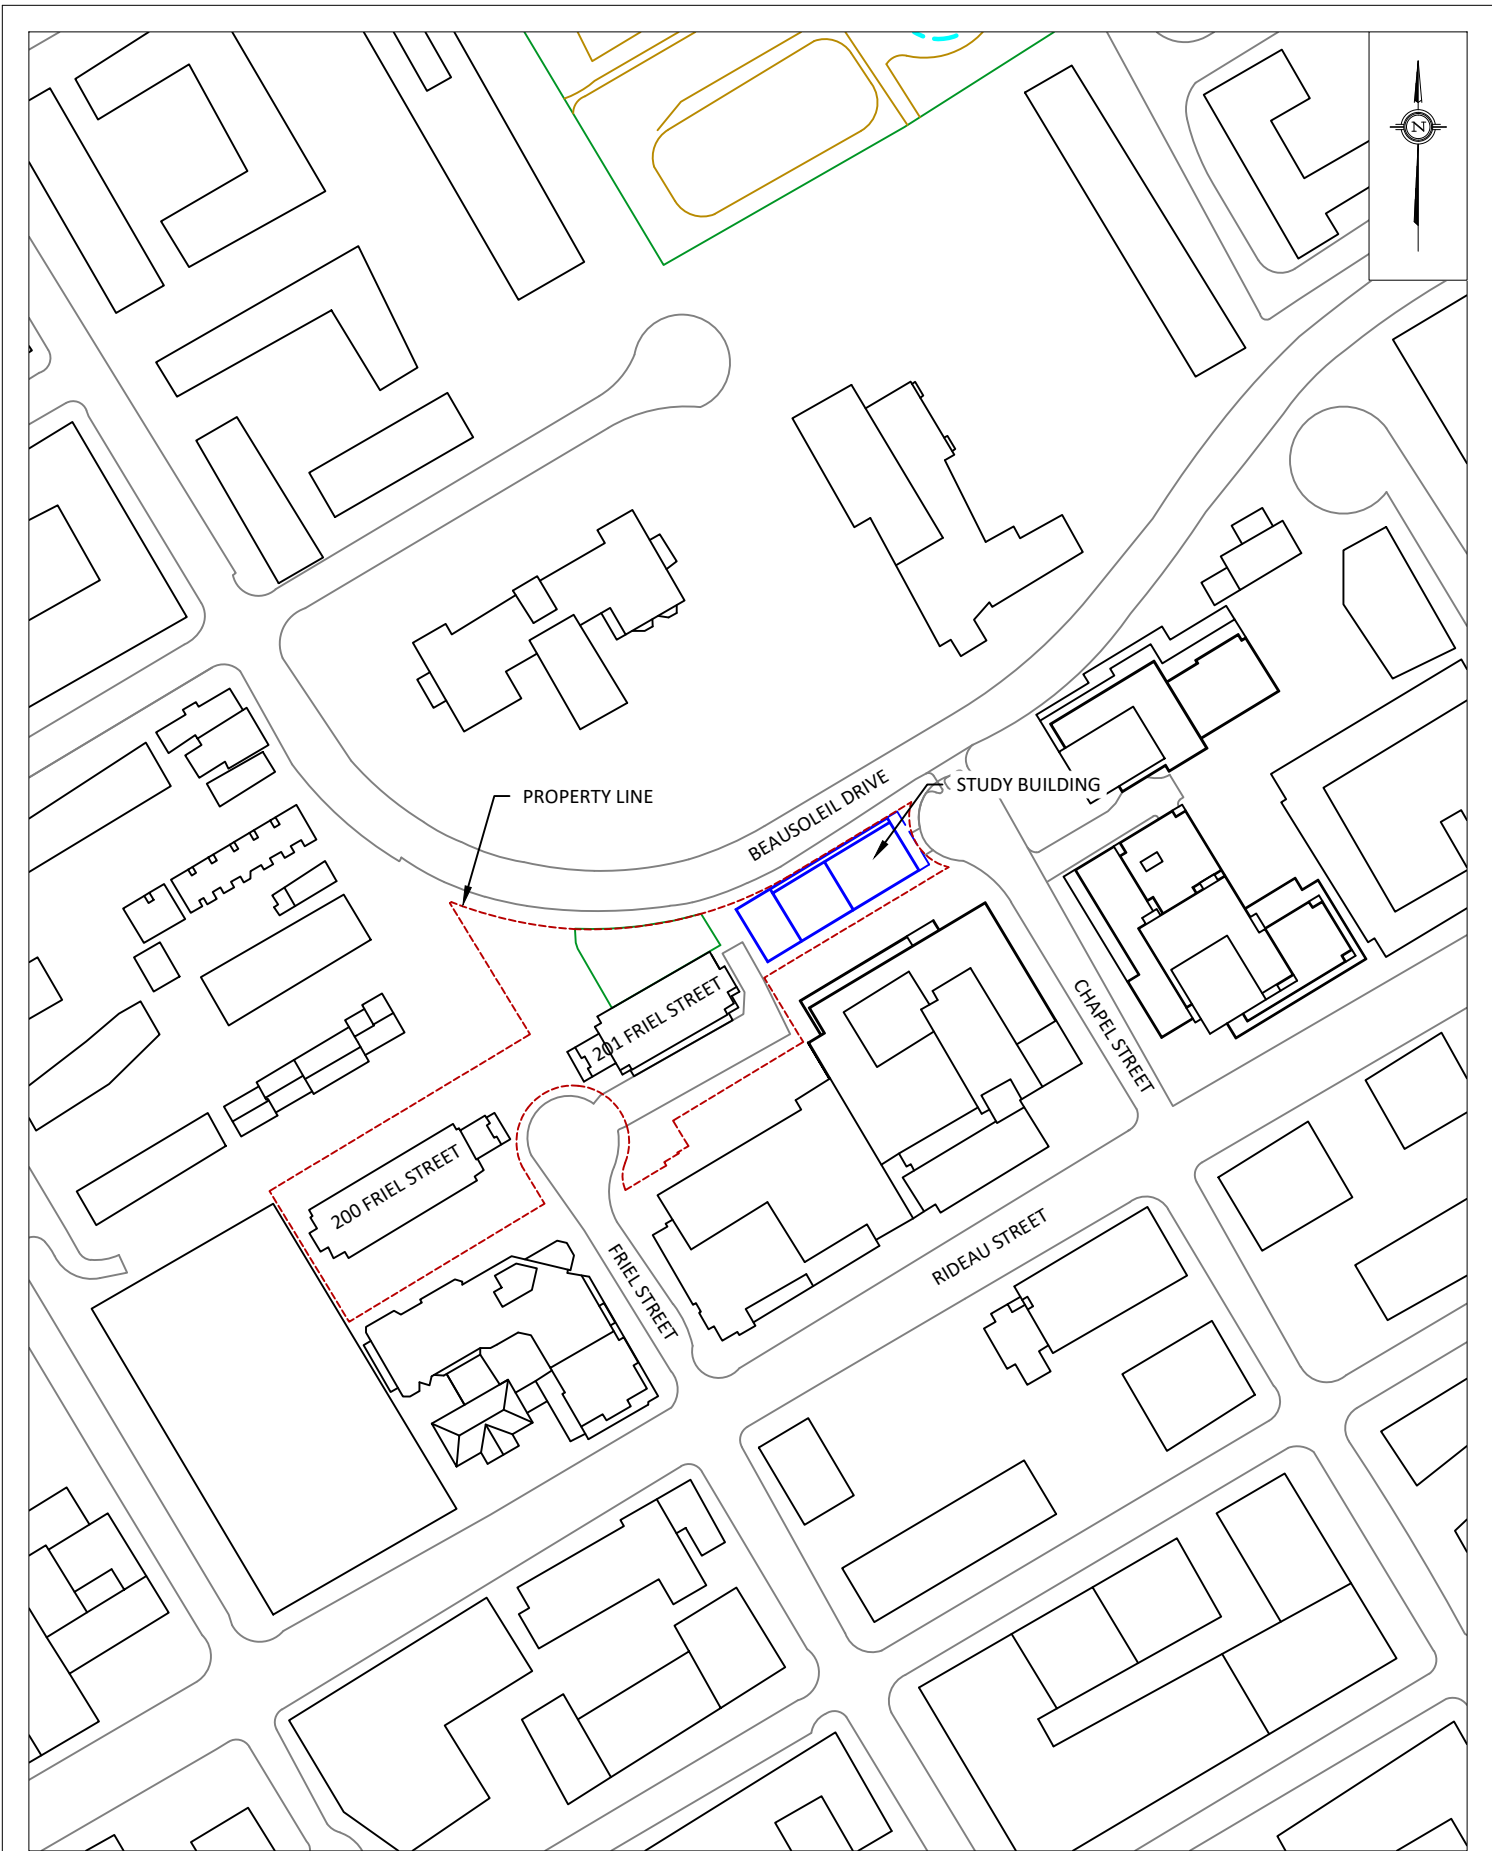 N
STUDY BUILDING
PROPERTY LINE
BEAUSOLEIL DRIVE
201 FRIEL STREET
CHAPEL STREET
200 FRIEL STREET
RIDEAU STREET
FRIEL STREET